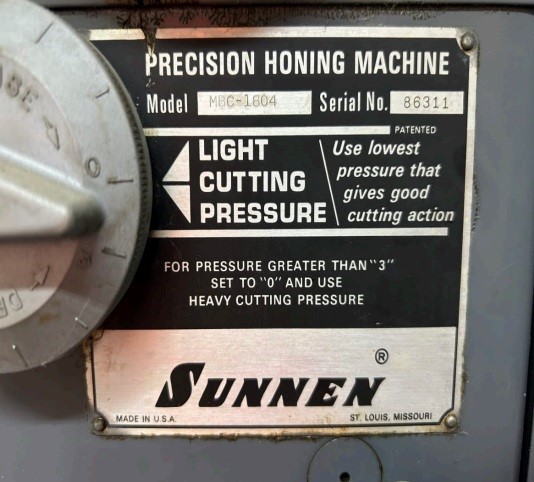 PRECISION HONING MACHINE
Model MBC-1804 Serial No. 86311
PATENTED
LIGHT
CUTTING
PRESSURE
Use lowest
pressure that
gives good
cutting action
FOR PRESSURE GREATER THAN "3"
SET TO "0" AND USE
HEAVY CUTTING PRESSURE
SUNNEN®
MADE IN U.S.A. ST. LOUIS, MISSOURI
0